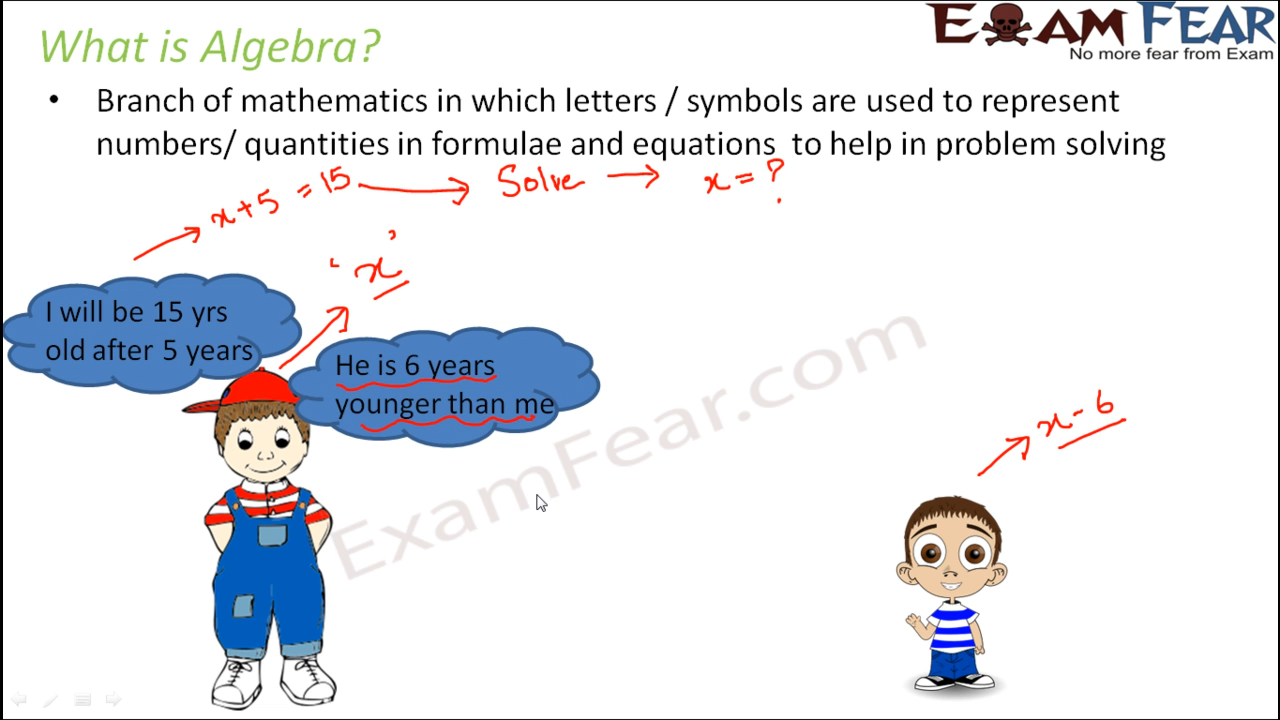 What is Algebra?
EXAM FEAR
No more fear from Exam
• Branch of mathematics in which letters / symbols are used to represent
numbers/ quantities in formulae and equations to help in problem solving
x+5 =15 Solve x=?
'x'
I will be 15 yrs
old after 5 years
He is 6 years
younger than me
x-6
ExamFear.com